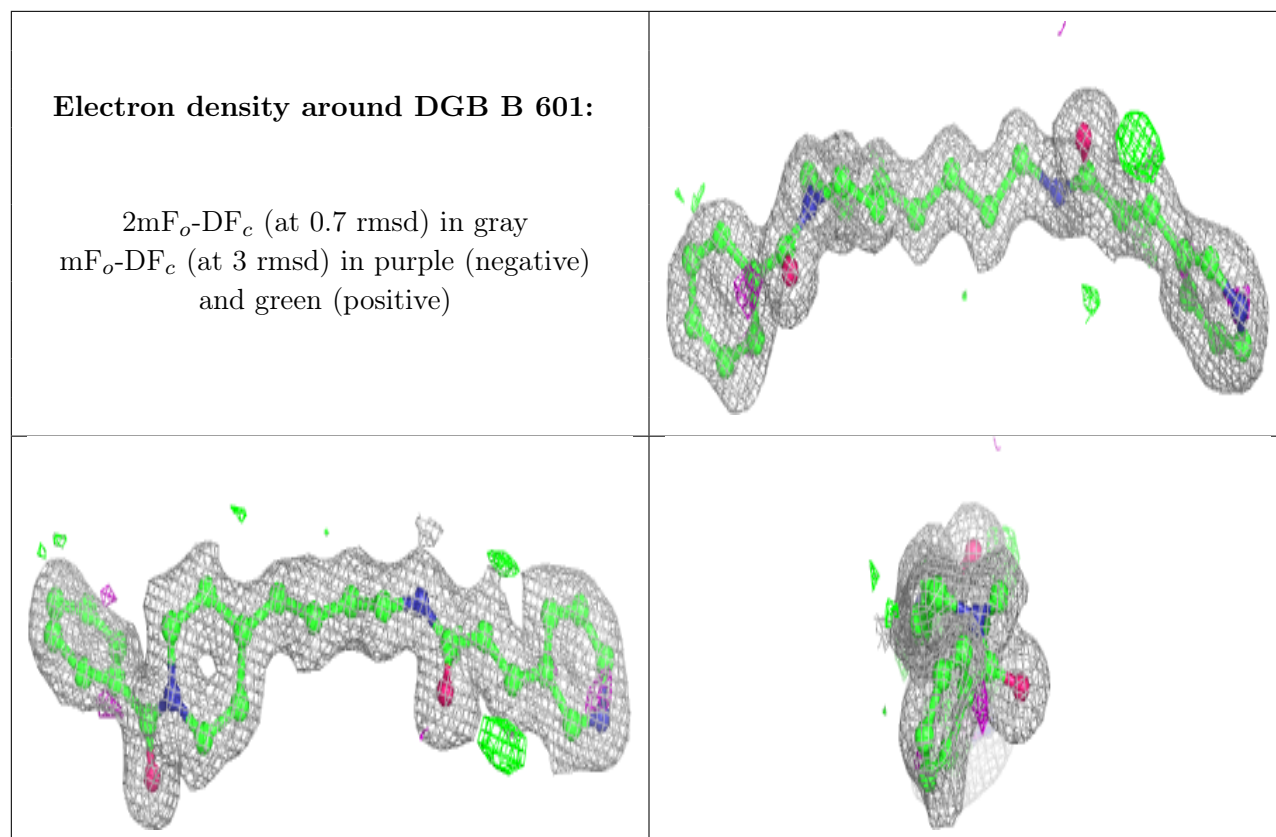 Electron density around DGB B 601:
2mFₒ-DF𝒸 (at 0.7 rmsd) in gray
mFₒ-DF𝒸 (at 3 rmsd) in purple (negative)
and green (positive)